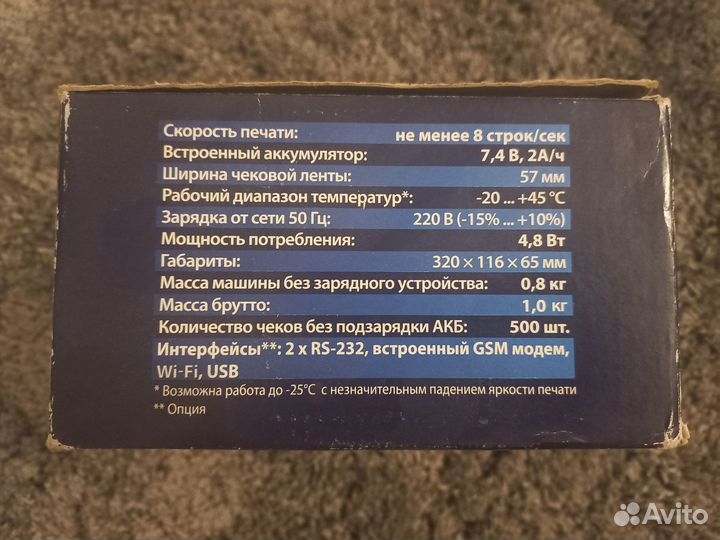 Скорость печати: не менее 8 строк/сек
Встроенный аккумулятор: 7,4 В, 2А/ч
Ширина чековой ленты: 57 мм
Рабочий диапазон температур*: -20 ... +45 °С
Зарядка от сети 50 Гц: 220 В (-15% ... +10%)
Мощность потребления: 4,8 Вт
Габариты: 320 × 116 × 65 мм
Масса машины без зарядного устройства: 0,8 кг
Масса брутто: 1,0 кг
Количество чеков без подзарядки АКБ: 500 шт.
Интерфейсы**: 2 x RS-232, встроенный GSM модем,
Wi-Fi, USB
* Возможна работа до -25°С с незначительным падением яркости печати
** Опция
Avito